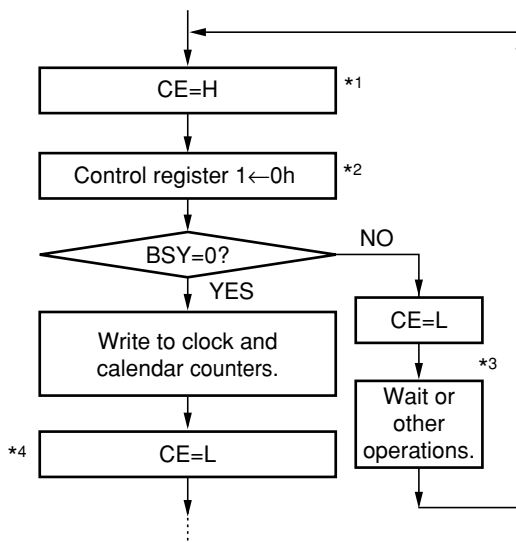 CE=H
*1
Control register 1←0h
*2
BSY=0?
NO
YES
Write to clock and
calendar counters.
CE=L
*3
Wait or
other
operations.
*4
CE=L